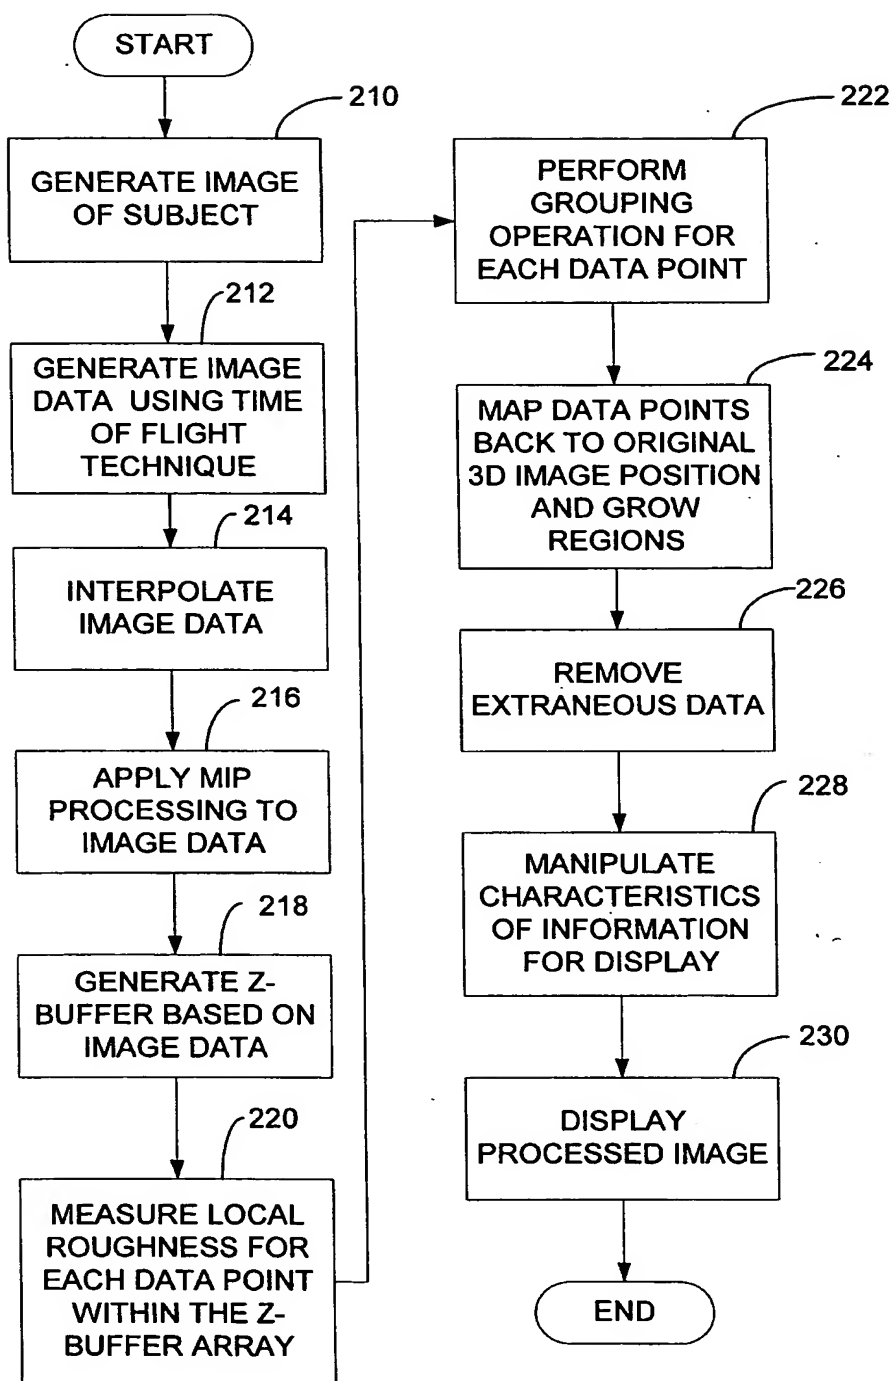 START
210
GENERATE IMAGE
OF SUBJECT
212
GENERATE IMAGE
DATA USING TIME
OF FLIGHT
TECHNIQUE
214
INTERPOLATE
IMAGE DATA
216
APPLY MIP
PROCESSING TO
IMAGE DATA
218
GENERATE Z-
BUFFER BASED ON
IMAGE DATA
220
MEASURE LOCAL
ROUGHNESS FOR
EACH DATA POINT
WITHIN THE Z-
BUFFER ARRAY
222
PERFORM
GROUPING
OPERATION FOR
EACH DATA POINT
224
MAP DATA POINTS
BACK TO ORIGINAL
3D IMAGE POSITION
AND GROW
REGIONS
226
REMOVE
EXTRANEOUS DATA
228
MANIPULATE
CHARACTERISTICS
OF INFORMATION
FOR DISPLAY
230
DISPLAY
PROCESSED IMAGE
END